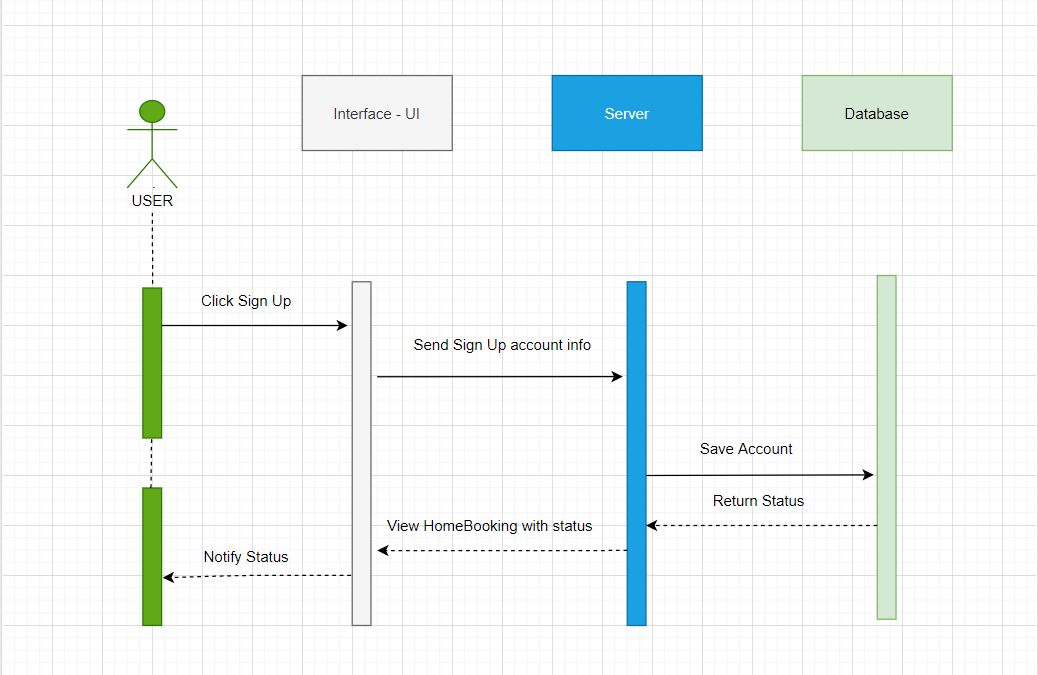 Interface - UI
Server
Database
USER
Click Sign Up
Send Sign Up account info
Save Account
Return Status
View HomeBooking with status
Notify Status